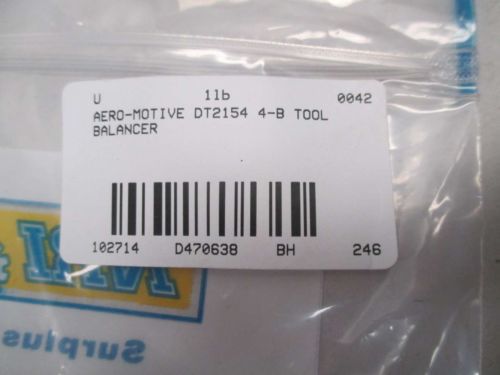 U 1lb 0042
AERO-MOTIVE DT2154 4-B TOOL
BALANCER
102714 D470638 BH 246
Surplus